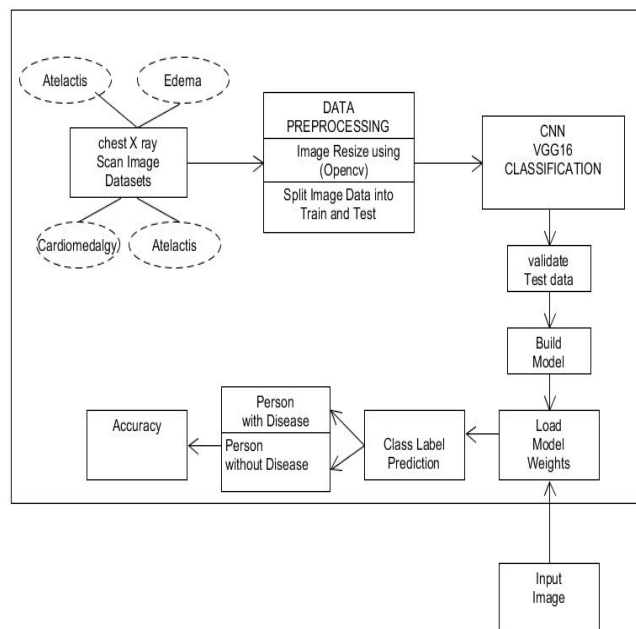 Atelactis
Edema
chest X ray
Scan Image
Datasets
Cardiomedalgy
Atelactis
DATA
PREPROCESSING
Image Resize using
(Opencv)
Split Image Data into
Train and Test
CNN
VGG16
CLASSIFICATION
validate
Test data
Build
Model
Load
Model
Weights
Class Label
Prediction
Person
with Disease
Person
without Disease
Accuracy
Input
Image